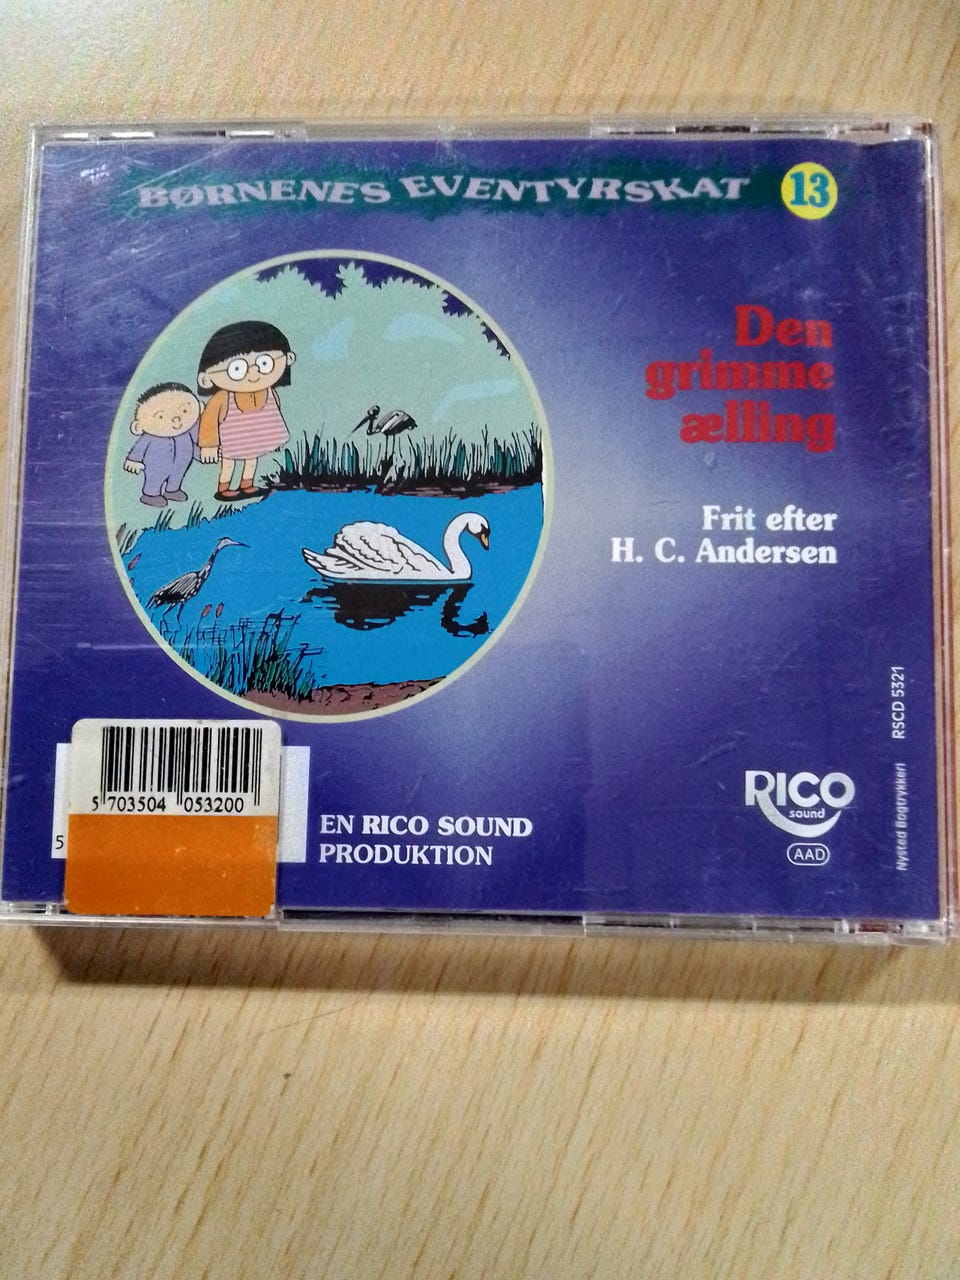 BØRNENES EVENTYRSKAT 13
Den
grimme
ælling
Frit efter
H. C. Andersen
RSCD 5321
Nysted Bogtrykkeri
5 703504 053200
5
EN RICO SOUND
PRODUKTION
RICO
sound
AAD